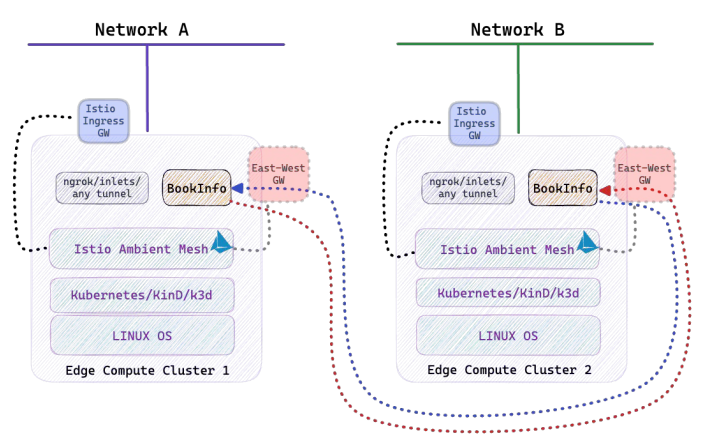 Network A
Network B
Istio
Ingress
GW
Istio
Ingress
GW
ngrok/inlets/
any tunnel
BookInfo
East-West
GW
ngrok/inlets/
any tunnel
BookInfo
East-West
GW
Istio Ambient Mesh
Istio Ambient Mesh
Kubernetes/KinD/k3d
Kubernetes/KinD/k3d
LINUX OS
LINUX OS
Edge Compute Cluster 1
Edge Compute Cluster 2